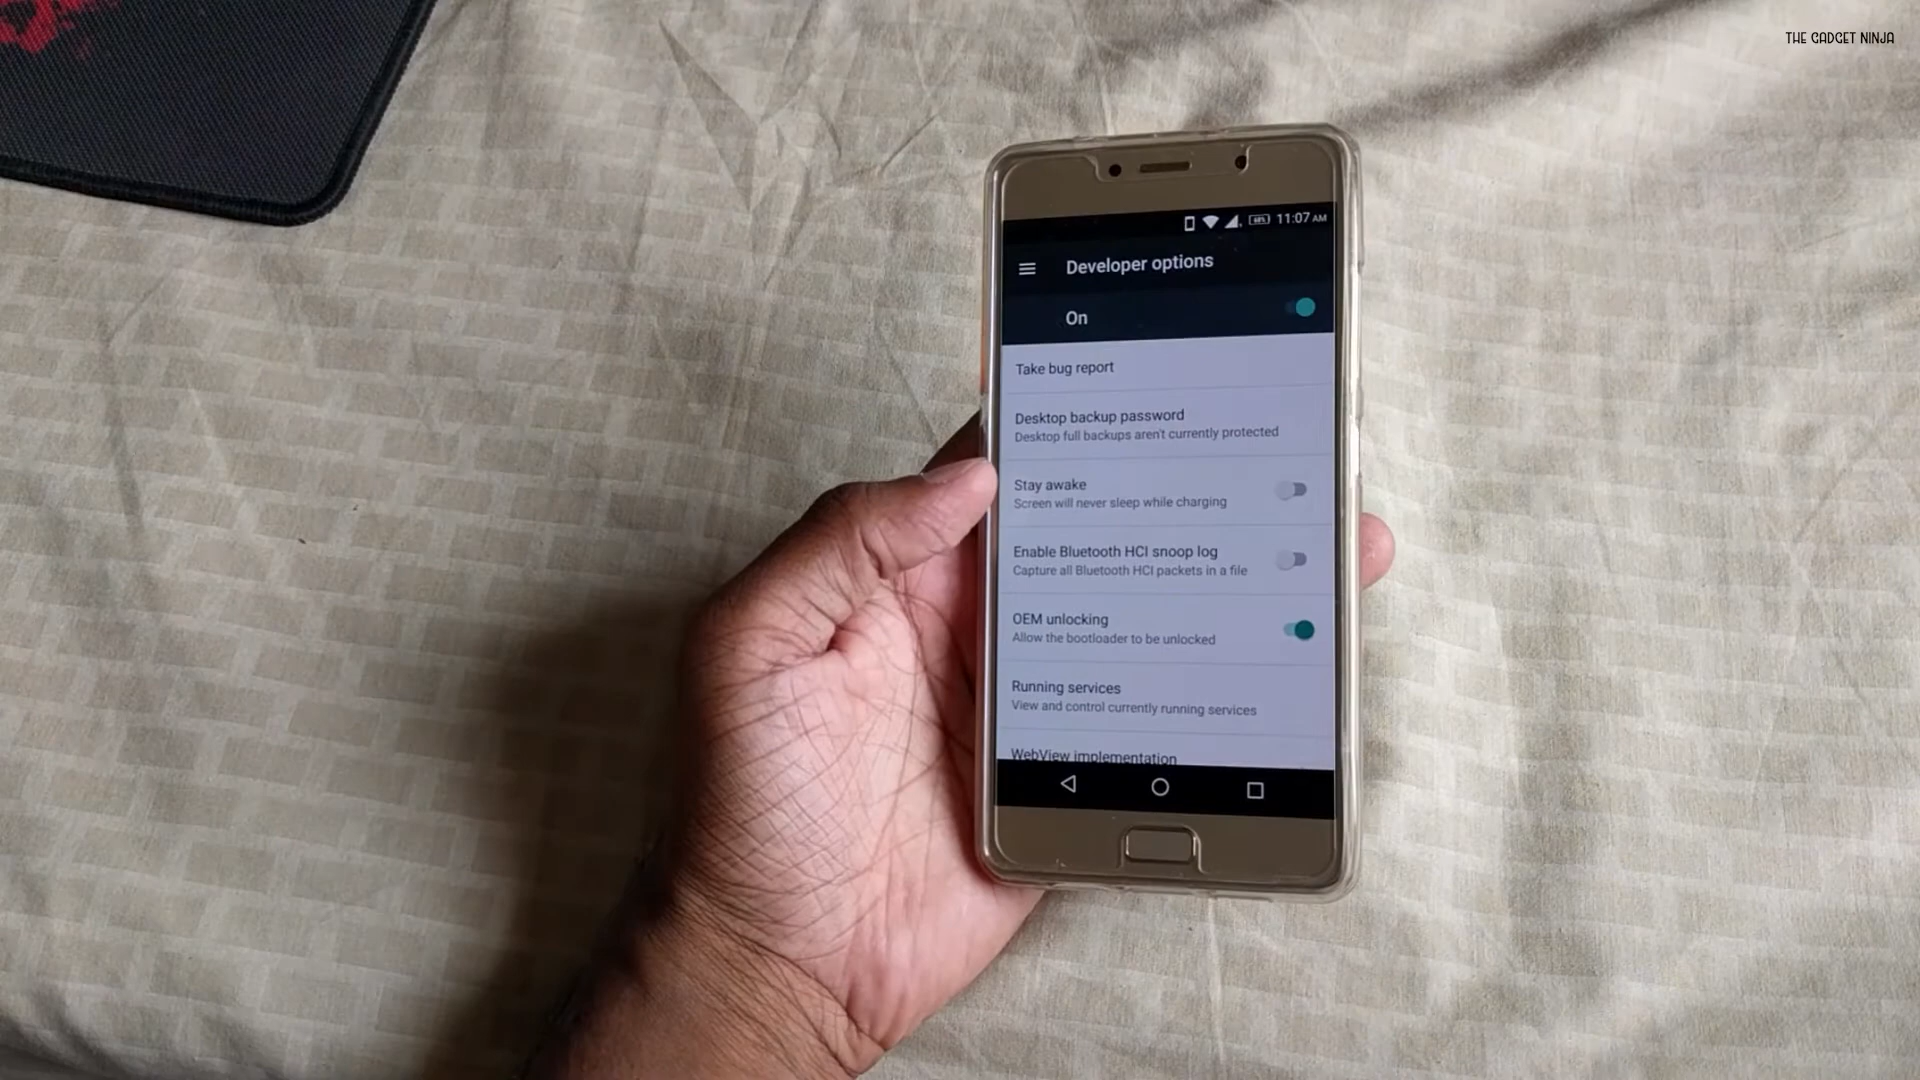 THE GADGET NINJA
11:07 AM
Developer options
On
Take bug report
Desktop backup password
Desktop full backups aren't currently protected
Stay awake
Screen will never sleep while charging
Enable Bluetooth HCI snoop log
Capture all Bluetooth HCI packets in a file
OEM unlocking
Allow the bootloader to be unlocked
Running services
View and control currently running services
WebView implementation